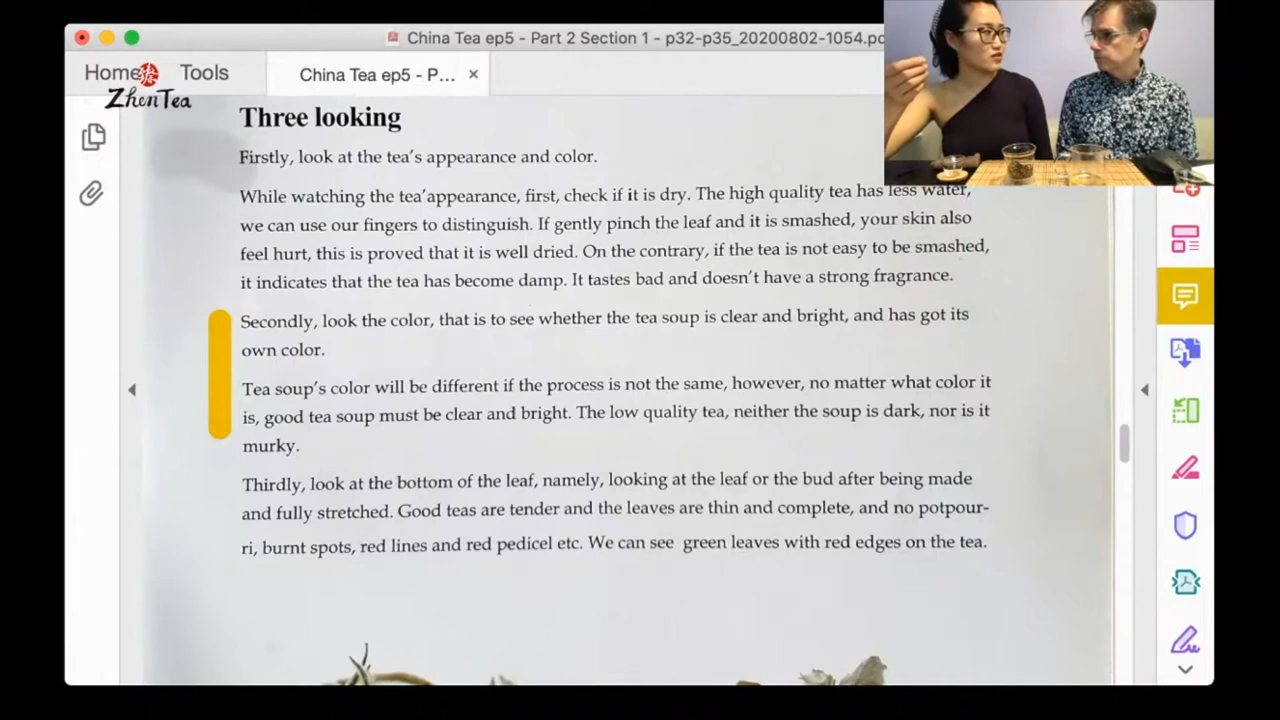 China Tea ep5 - Part 2 Section 1 - p32-p35_20200802-1054.pd
Home
Tools
China Tea ep5 - P...
ZhenTea
Three looking
Firstly, look at the tea's appearance and color.
While watching the tea'appearance, first, check if it is dry. The high quality tea has less water,
we can use our fingers to distinguish. If gently pinch the leaf and it is smashed, your skin also
feel hurt, this is proved that it is well dried. On the contrary, if the tea is not easy to be smashed,
it indicates that the tea has become damp. It tastes bad and doesn't have a strong fragrance.
Secondly, look the color, that is to see whether the tea soup is clear and bright, and has got its
own color.
Tea soup's color will be different if the process is not the same, however, no matter what color it
is, good tea soup must be clear and bright. The low quality tea, neither the soup is dark, nor is it
murky.
Thirdly, look at the bottom of the leaf, namely, looking at the leaf or the bud after being made
and fully stretched. Good teas are tender and the leaves are thin and complete, and no potpour-
ri, burnt spots, red lines and red pedicel etc. We can see green leaves with red edges on the tea.